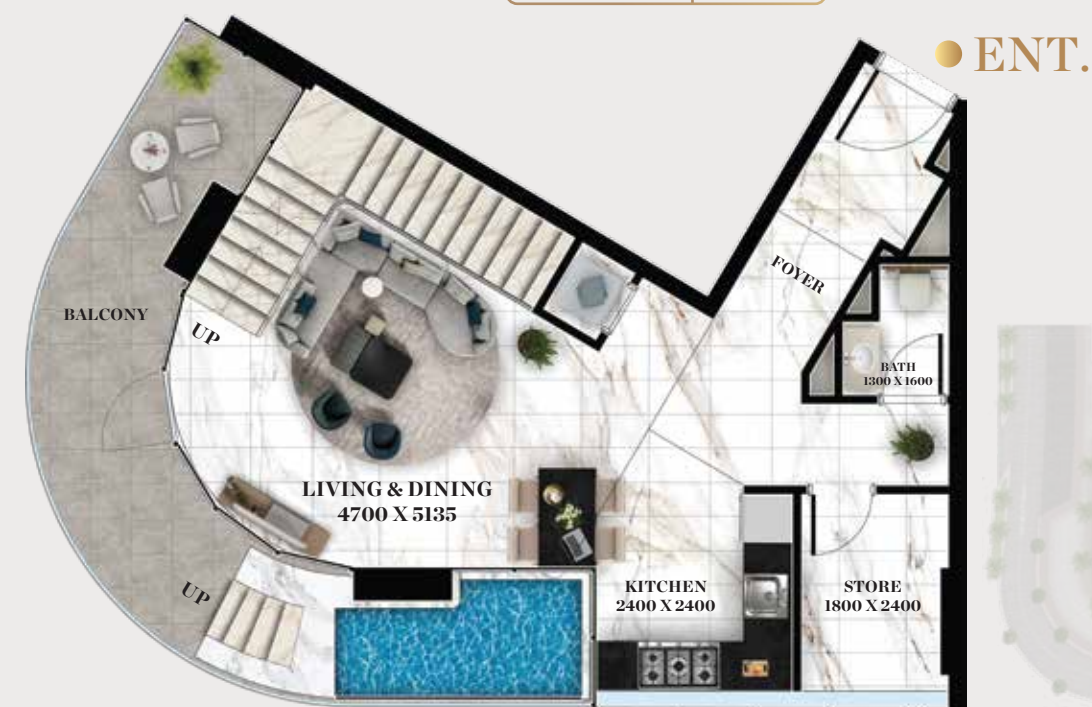 ENT.
FOYER
BALCONY
UP
BATH
1300 X 1600
LIVING & DINING
4700 X 5135
UP
KITCHEN
2400 X 2400
STORE
1800 X 2400